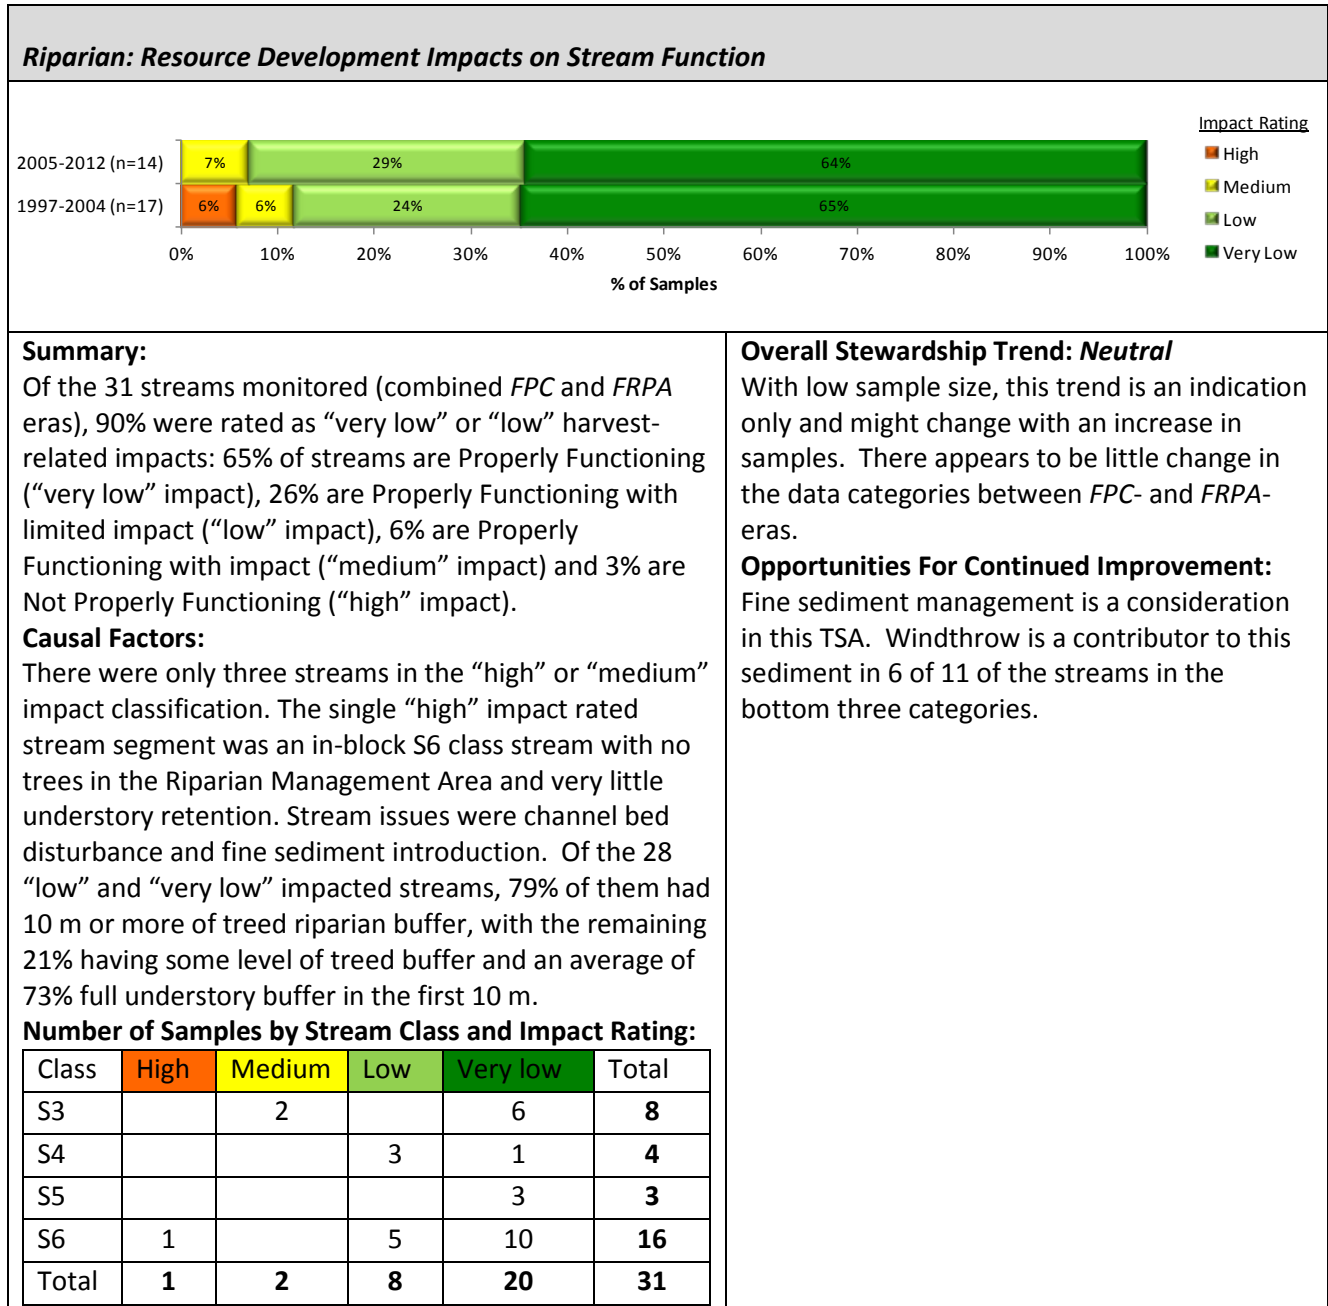 Riparian: Resource Development Impacts on Stream Function
Impact Rating
High
Medium
Low
Very Low
2005-2012 (n=14)
7%
29%
64%
1997-2004 (n=17)
6%
6%
24%
65%
0% 10% 20% 30% 40% 50% 60% 70% 80% 90% 100%
% of Samples
Summary:
Of the 31 streams monitored (combined FPC and FRPA
eras), 90% were rated as “very low” or “low” harvest-
related impacts: 65% of streams are Properly Functioning
(“very low” impact), 26% are Properly Functioning with
limited impact (“low” impact), 6% are Properly
Functioning with impact (“medium” impact) and 3% are
Not Properly Functioning (“high” impact).
Causal Factors:
There were only three streams in the “high” or “medium”
impact classification. The single “high” impact rated
stream segment was an in-block S6 class stream with no
trees in the Riparian Management Area and very little
understory retention. Stream issues were channel bed
disturbance and fine sediment introduction. Of the 28
“low” and “very low” impacted streams, 79% of them had
10 m or more of treed riparian buffer, with the remaining
21% having some level of treed buffer and an average of
73% full understory buffer in the first 10 m.
Number of Samples by Stream Class and Impact Rating:
Class High Medium Low Very low Total
S3 2 6 8
S4 3 1 4
S5 3 3
S6 1 5 10 16
Total 1 2 8 20 31
Overall Stewardship Trend: Neutral
With low sample size, this trend is an indication
only and might change with an increase in
samples. There appears to be little change in
the data categories between FPC- and FRPA-
eras.
Opportunities For Continued Improvement:
Fine sediment management is a consideration
in this TSA. Windthrow is a contributor to this
sediment in 6 of 11 of the streams in the
bottom three categories.